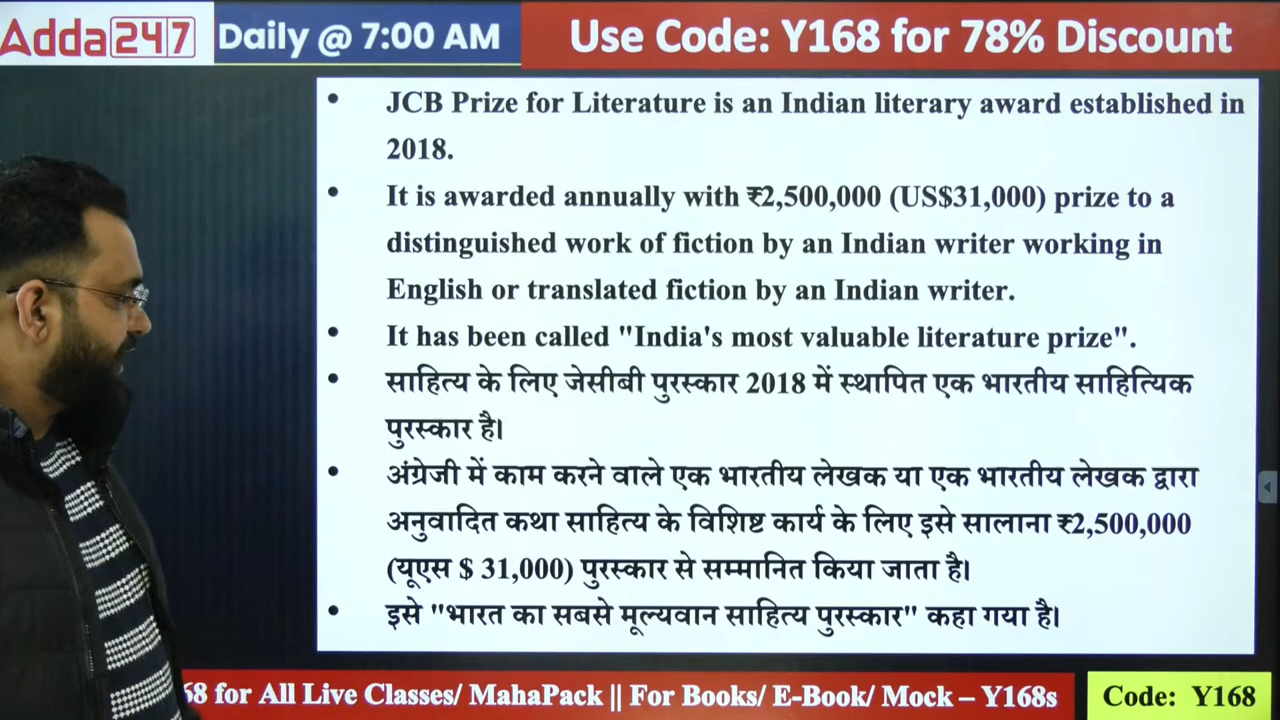 Adda247 Daily @ 7:00 AM Use Code: Y168 for 78% Discount
• JCB Prize for Literature is an Indian literary award established in
2018.
• It is awarded annually with ₹2,500,000 (US$31,000) prize to a
distinguished work of fiction by an Indian writer working in
English or translated fiction by an Indian writer.
• It has been called "India's most valuable literature prize".
• साहित्य के लिए जेसीबी पुरस्कार 2018 में स्थापित एक भारतीय साहित्यिक
पुरस्कार है।
• अंग्रेजी में काम करने वाले एक भारतीय लेखक या एक भारतीय लेखक द्वारा
अनुवादित कथा साहित्य के विशिष्ट कार्य के लिए इसे सालाना ₹2,500,000
(यूएस $ 31,000) पुरस्कार से सम्मानित किया जाता है।
• इसे "भारत का सबसे मूल्यवान साहित्य पुरस्कार" कहा गया है।
68 for All Live Classes/ MahaPack || For Books/ E-Book/ Mock – Y168s Code: Y168